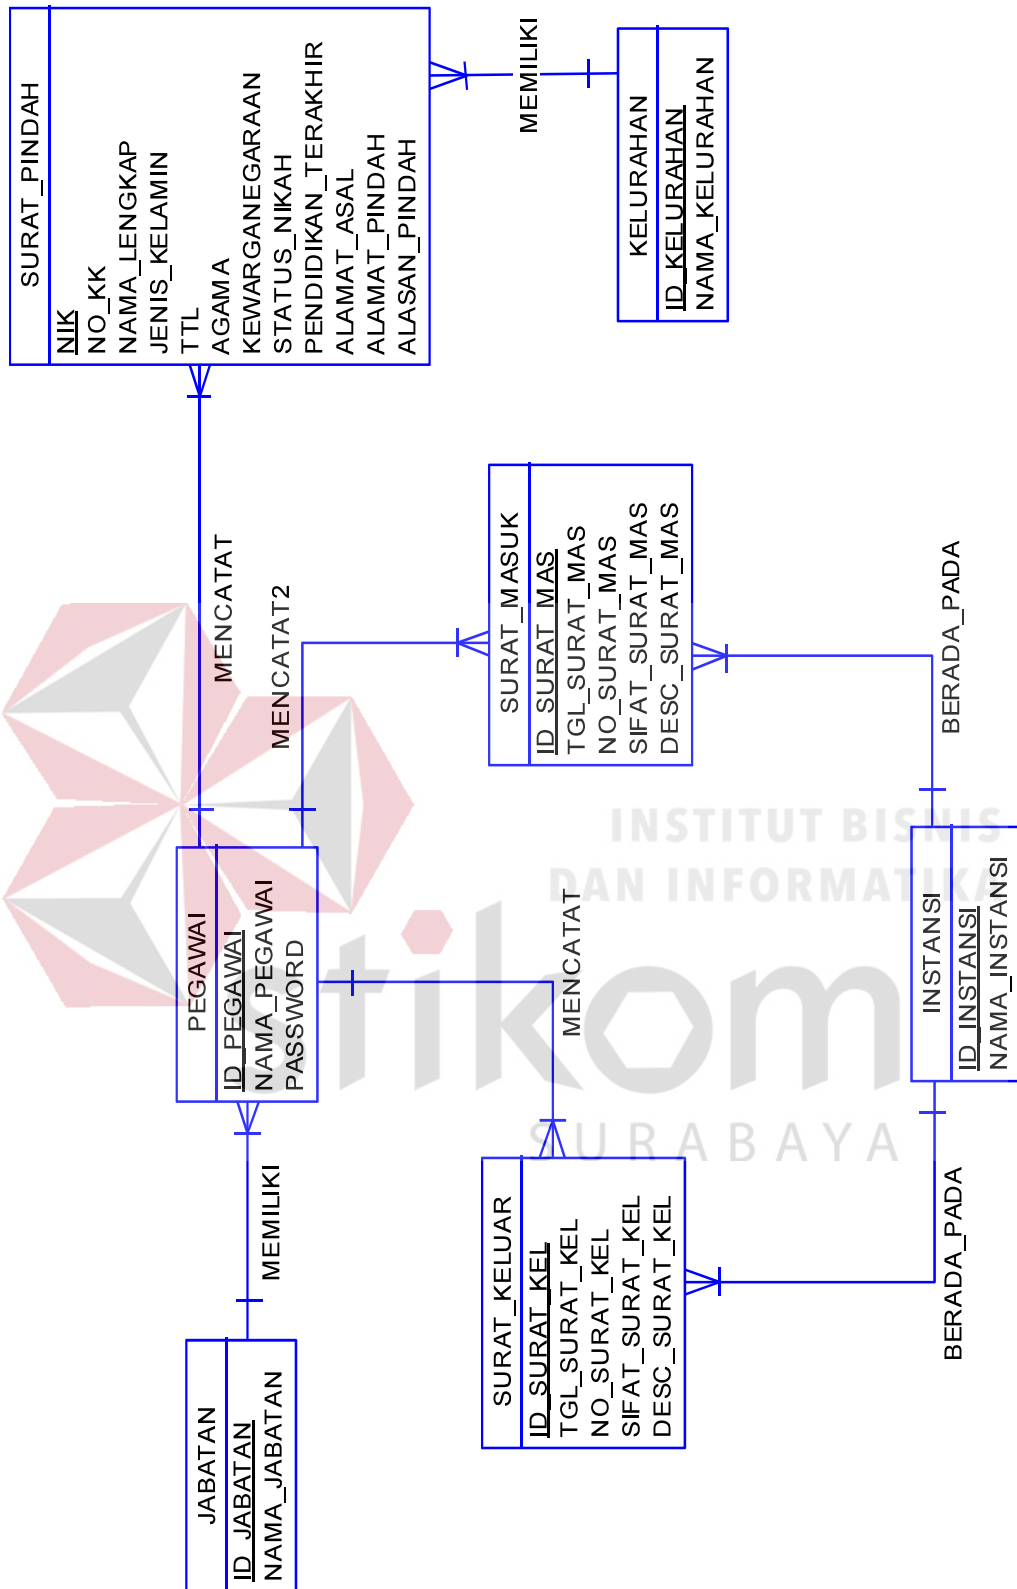 JABATAN
ID_JABATAN
NAMA_JABATAN
MEMILIKI
PEGAWAI
ID_PEGAWAI
NAMA_PEGAWAI
PASSWORD
MENCATAT
MENCATAT2
SURAT_PINDAH
NIK
NO_KK
NAMA_LENGKAP
JENIS_KELAMIN
TTL
AGAMA
KEWARGANEGARAAN
STATUS_NIKAH
PENDIDIKAN_TERAKHIR
ALAMAT_ASAL
ALAMAT_PINDAH
ALASAN_PINDAH
MEMILIKI
KELURAHAN
ID_KELURAHAN
NAMA_KELURAHAN
SURAT_KELUAR
ID_SURAT_KEL
TGL_SURAT_KEL
NO_SURAT_KEL
SIFAT_SURAT_KEL
DESC_SURAT_KEL
MENCATAT
SURAT_MASUK
ID_SURAT_MAS
TGL_SURAT_MAS
NO_SURAT_MAS
SIFAT_SURAT_MAS
DESC_SURAT_MAS
BERADA_PADA
INSTANSI
ID_INSTANSI
NAMA_INSTANSI
BERADA_PADA
INSTITUT BISNIS
DAN INFORMATIKA
stikom
SURABAYA